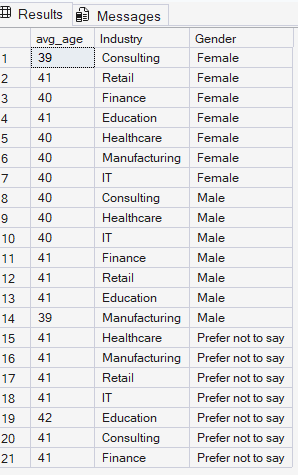 Results Messages
avg_age Industry Gender
1 39 Consulting Female
2 41 Retail Female
3 40 Finance Female
4 41 Education Female
5 40 Healthcare Female
6 40 Manufacturing Female
7 40 IT Female
8 40 Consulting Male
9 40 Healthcare Male
10 40 IT Male
11 41 Finance Male
12 41 Retail Male
13 41 Education Male
14 39 Manufacturing Male
15 41 Healthcare Prefer not to say
16 41 Manufacturing Prefer not to say
17 41 Retail Prefer not to say
18 41 IT Prefer not to say
19 42 Education Prefer not to say
20 41 Consulting Prefer not to say
21 41 Finance Prefer not to say